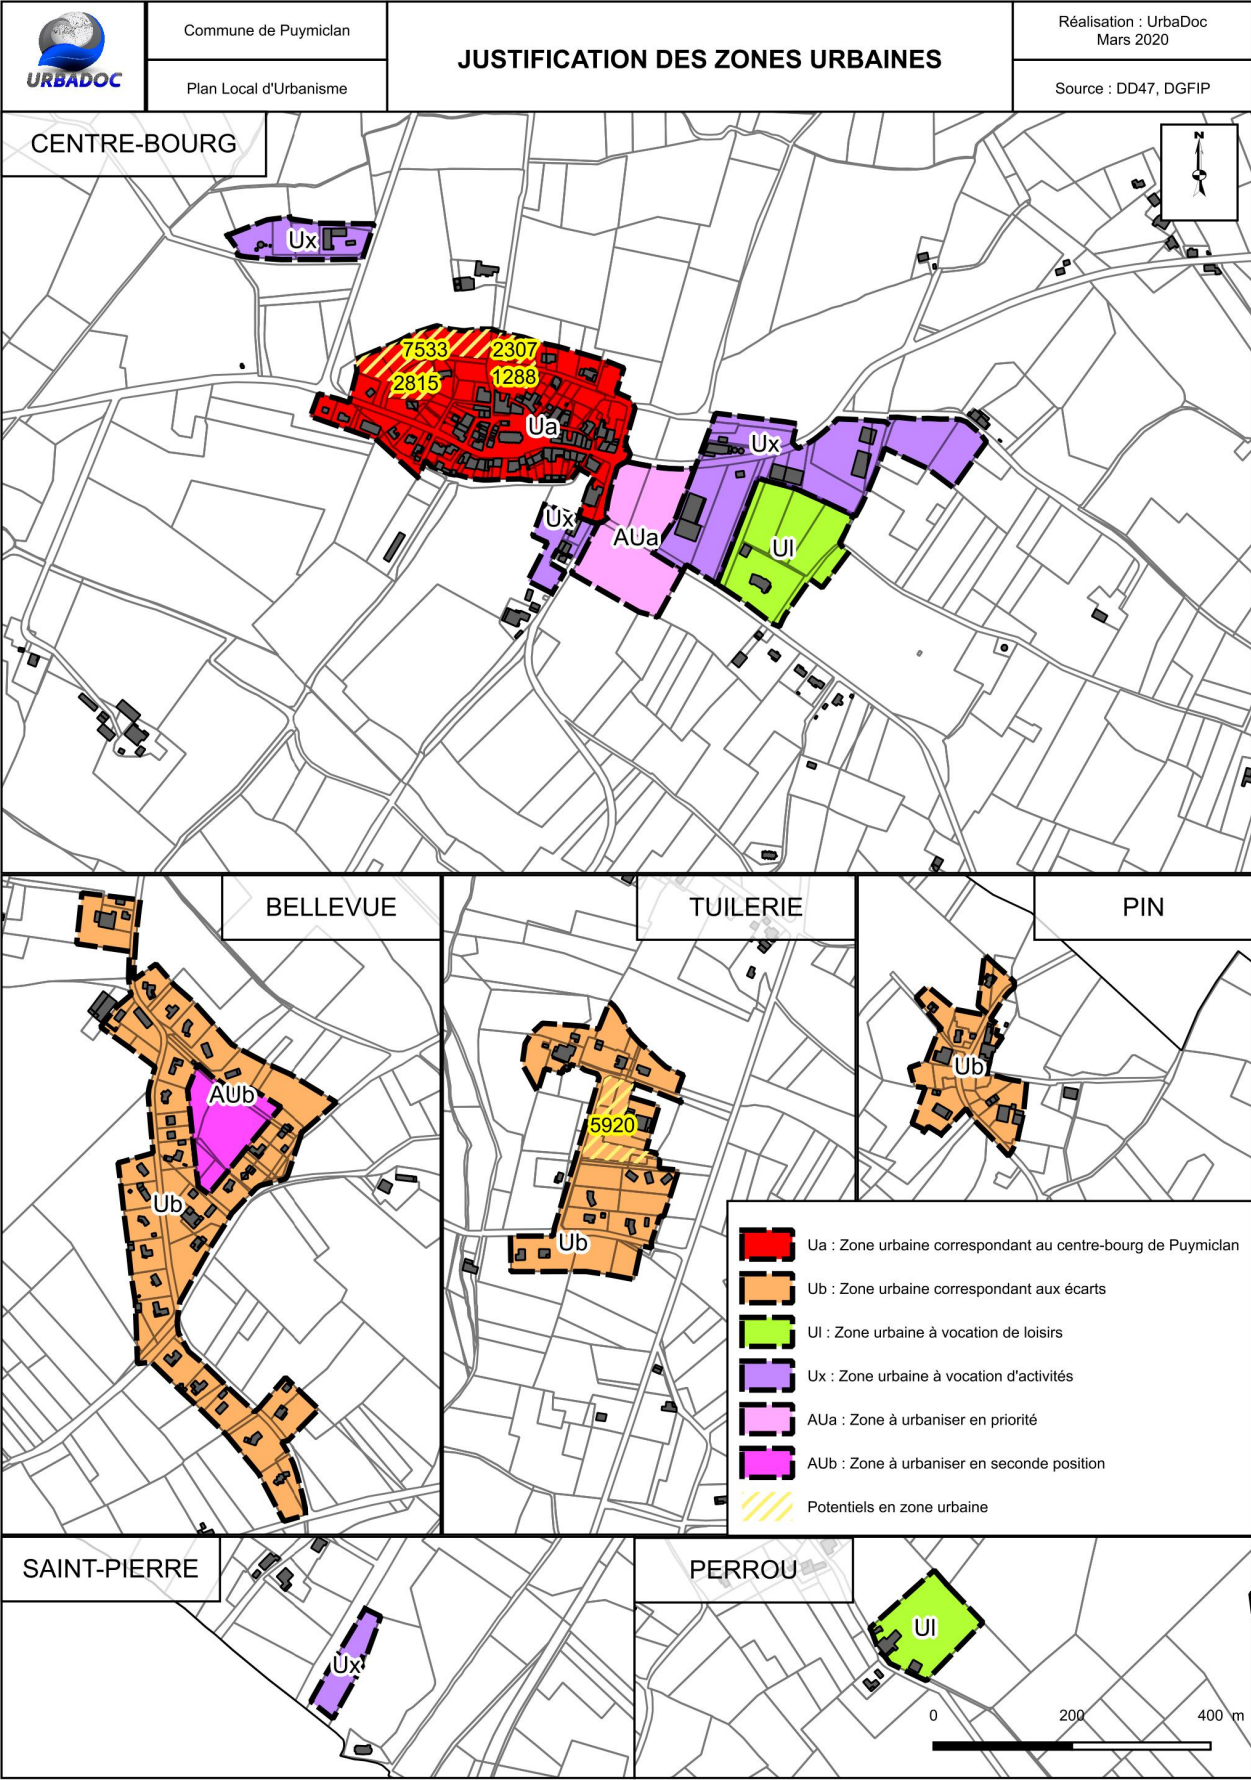 URBADOC
Commune de Puymiclan
Plan Local d'Urbanisme
JUSTIFICATION DES ZONES URBAINES
Réalisation : UrbaDoc
Mars 2020
Source : DD47, DGFIP
CENTRE-BOURG
N
Ux
7533
2307
2815
1288
Ua
Ux
Ux
AUa
Ul
BELLEVUE
AUb
Ub
TUILERIE
5920
Ub
PIN
Ub
Ua : Zone urbaine correspondant au centre-bourg de Puymiclan
Ub : Zone urbaine correspondant aux écarts
Ul : Zone urbaine à vocation de loisirs
Ux : Zone urbaine à vocation d'activités
AUa : Zone à urbaniser en priorité
AUb : Zone à urbaniser en seconde position
Potentiels en zone urbaine
SAINT-PIERRE
Ux
PERROU
Ul
0 200 400 m